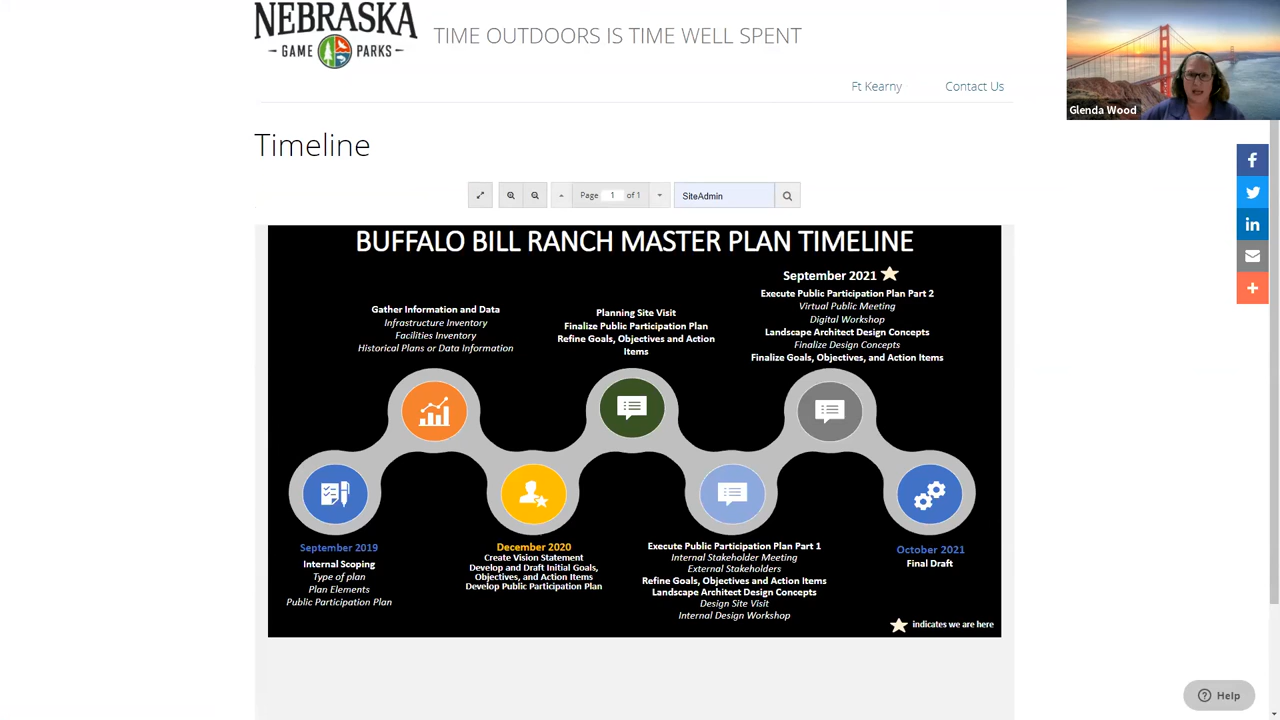 NEBRASKA
GAME PARKS
TIME OUTDOORS IS TIME WELL SPENT
Ft Kearny
Contact Us
Glenda Wood
Timeline
Page 1 of 1
SiteAdmin
BUFFALO BILL RANCH MASTER PLAN TIMELINE
Gather Information and Data
Infrastructure Inventory
Facilities Inventory
Historical Plans or Data Information
Planning Site Visit
Finalize Public Participation Plan
Refine Goals, Objectives and Action
Items
September 2021
Execute Public Participation Plan Part 2
Virtual Public Meeting
Digital Workshop
Landscape Architect Design Concepts
Finalize Design Concepts
Finalize Goals, Objectives, and Action Items
September 2019
Internal Scoping
Type of plan
Plan Elements
Public Participation Plan
December 2020
Create Vision Statement
Develop and Draft Initial Goals,
Objectives, and Action Items
Develop Public Participation Plan
Execute Public Participation Plan Part 1
Internal Stakeholder Meeting
External Stakeholders
Refine Goals, Objectives and Action Items
Landscape Architect Design Concepts
Design Site Visit
Internal Design Workshop
October 2021
Final Draft
indicates we are here
Help